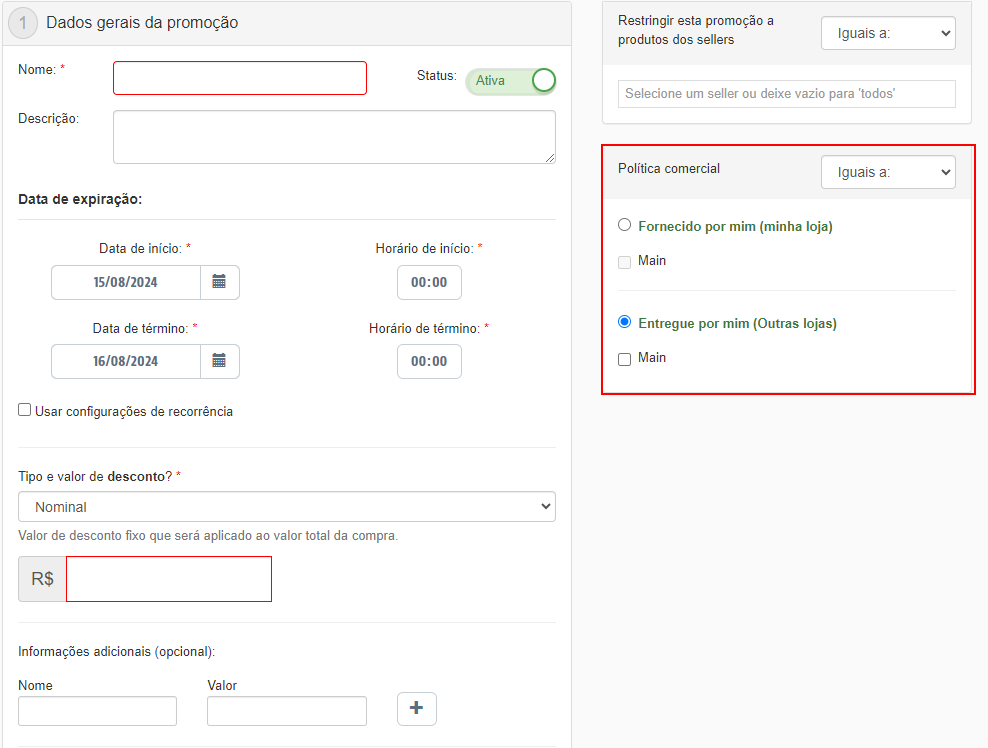 1 Dados gerais da promoção
Nome: *
Status: Ativa
Descrição:
Data de expiração:
Data de início: * Horário de início: *
15/08/2024 00:00
Data de término: * Horário de término: *
16/08/2024 00:00
Usar configurações de recorrência
Tipo e valor de desconto? *
Nominal
Valor de desconto fixo que será aplicado ao valor total da compra.
R$
Informações adicionais (opcional):
Nome Valor
+
Restringir esta promoção a
produtos dos sellers
Iguais a:
Selecione um seller ou deixe vazio para 'todos'
Política comercial Iguais a:
Fornecido por mim (minha loja)
Main
Entregue por mim (Outras lojas)
Main